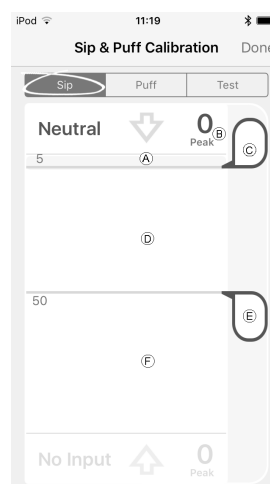 iPod 11:19
Sip & Puff Calibration Done
Sip Puff Test
Neutral 0
Peak B
5 A
C
D
50
E
F
No Input 0
Peak